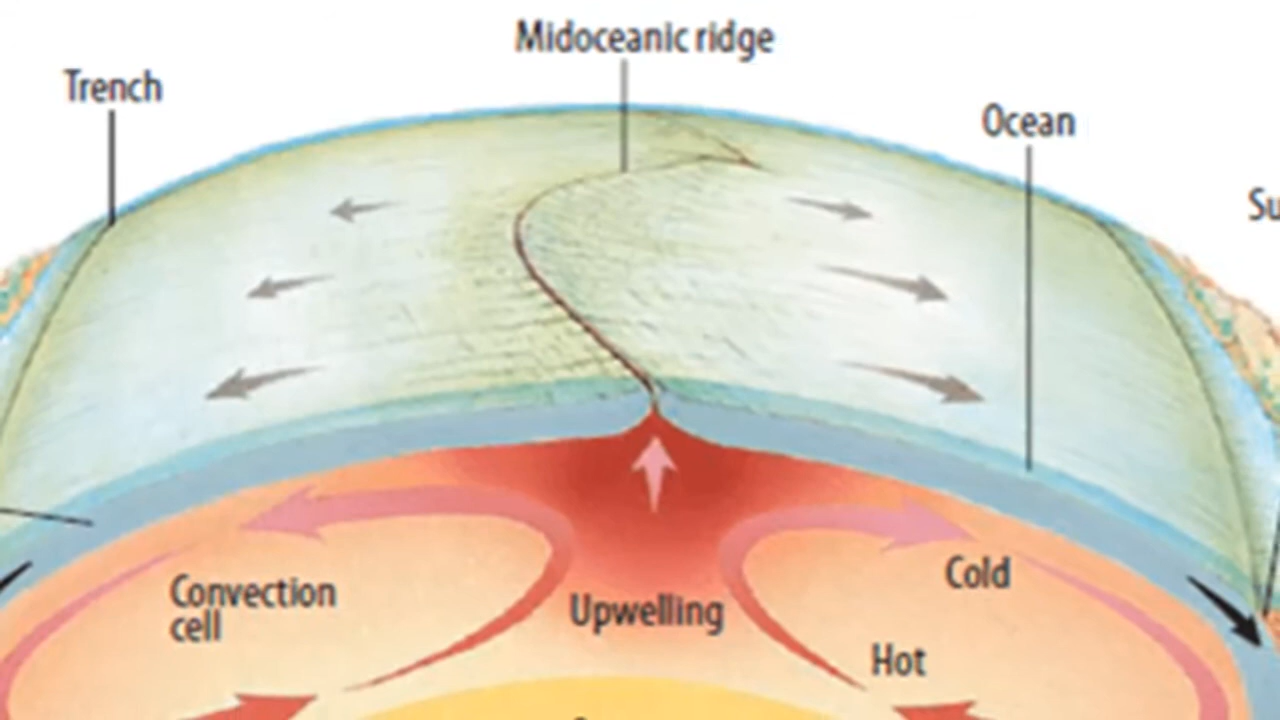 Midoceanic ridge
Trench
Ocean
Convection
cell
Upwelling
Cold
Hot